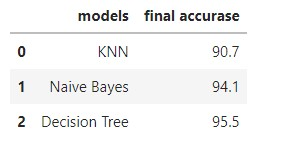 models final accurase
0 KNN 90.7
1 Naive Bayes 94.1
2 Decision Tree 95.5